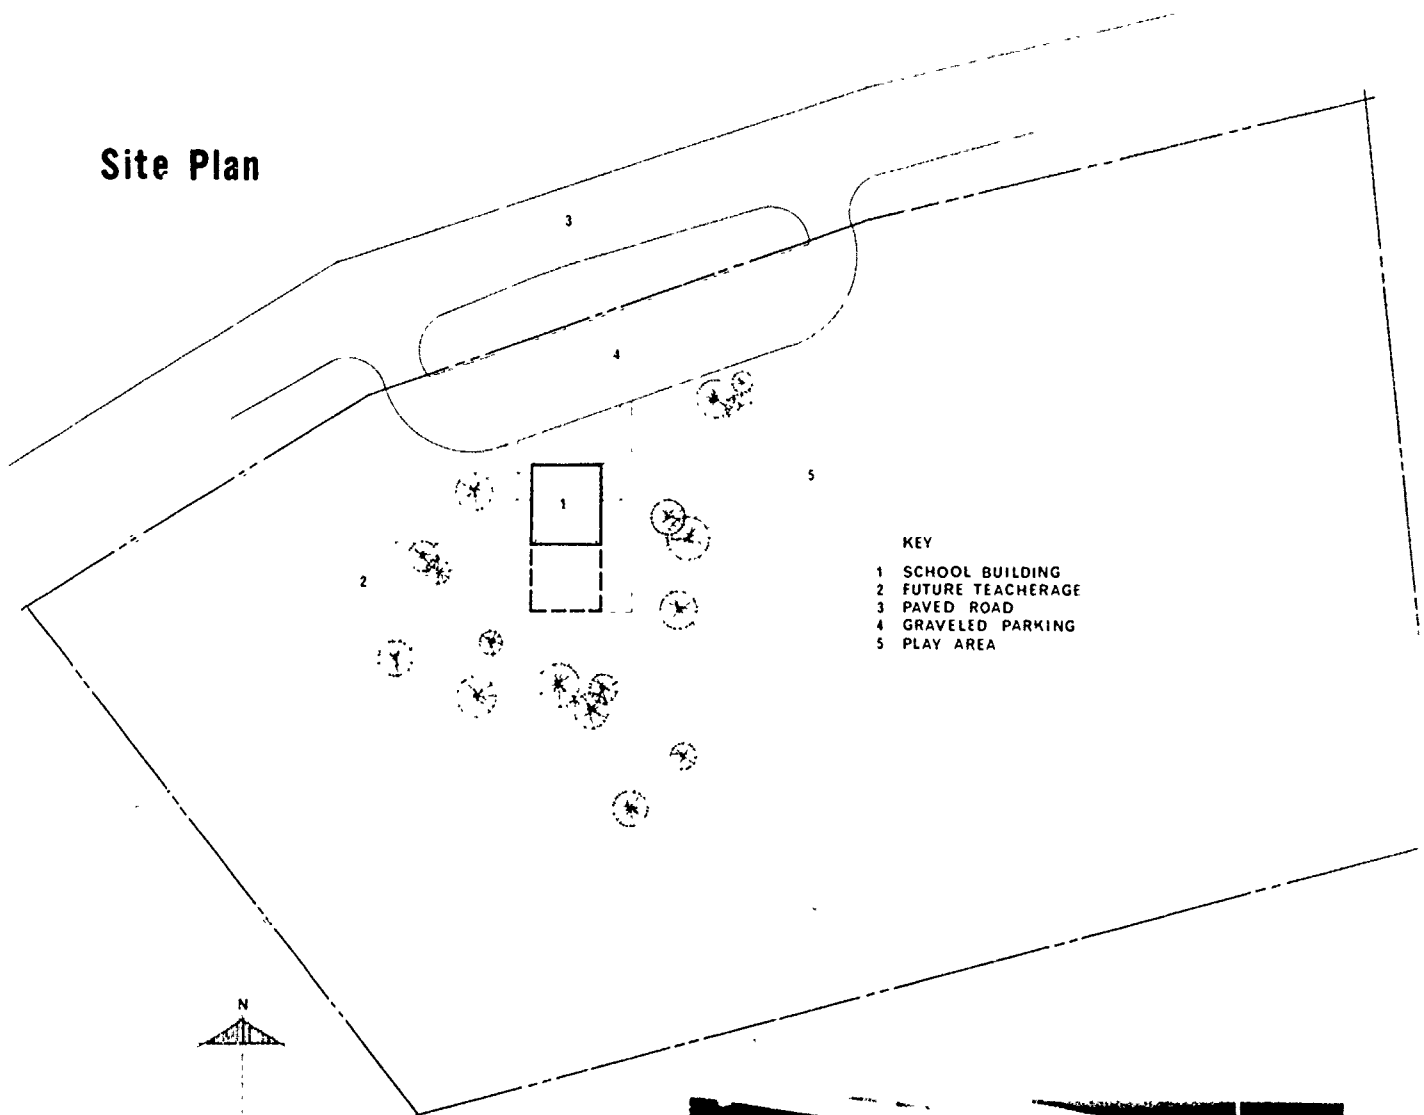 Site Plan
3
4
5
1
2
KEY
1 SCHOOL BUILDING
2 FUTURE TEACHERAGE
3 PAVED ROAD
4 GRAVELED PARKING
5 PLAY AREA
N